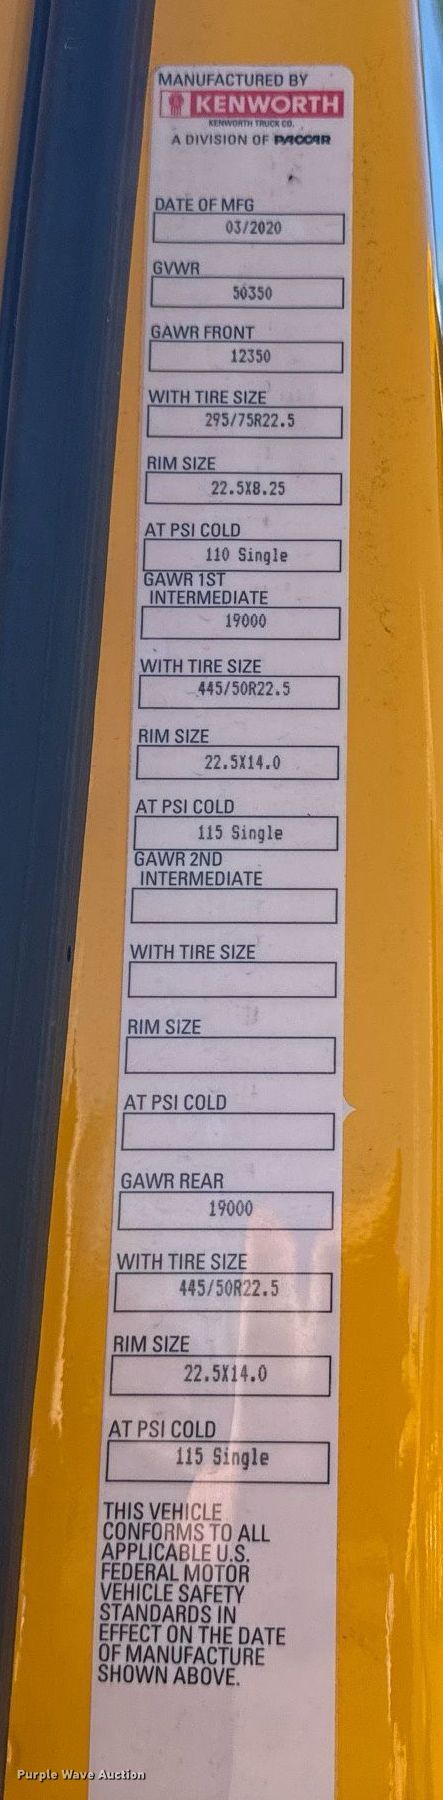 MANUFACTURED BY
KENWORTH
KENWORTH TRUCK CO.
A DIVISION OF PACCAR
DATE OF MFG
03/2020
GVWR
50350
GAWR FRONT
12350
WITH TIRE SIZE
295/75R22.5
RIM SIZE
22.5X8.25
AT PSI COLD
110 Single
GAWR 1ST
INTERMEDIATE
19000
WITH TIRE SIZE
445/50R22.5
RIM SIZE
22.5X14.0
AT PSI COLD
115 Single
GAWR 2ND
INTERMEDIATE
WITH TIRE SIZE
RIM SIZE
AT PSI COLD
GAWR REAR
19000
WITH TIRE SIZE
445/50R22.5
RIM SIZE
22.5X14.0
AT PSI COLD
115 Single
THIS VEHICLE
CONFORMS TO ALL
APPLICABLE U.S.
FEDERAL MOTOR
VEHICLE SAFETY
STANDARDS IN
EFFECT ON THE DATE
OF MANUFACTURE
SHOWN ABOVE.
Purple Wave Auction